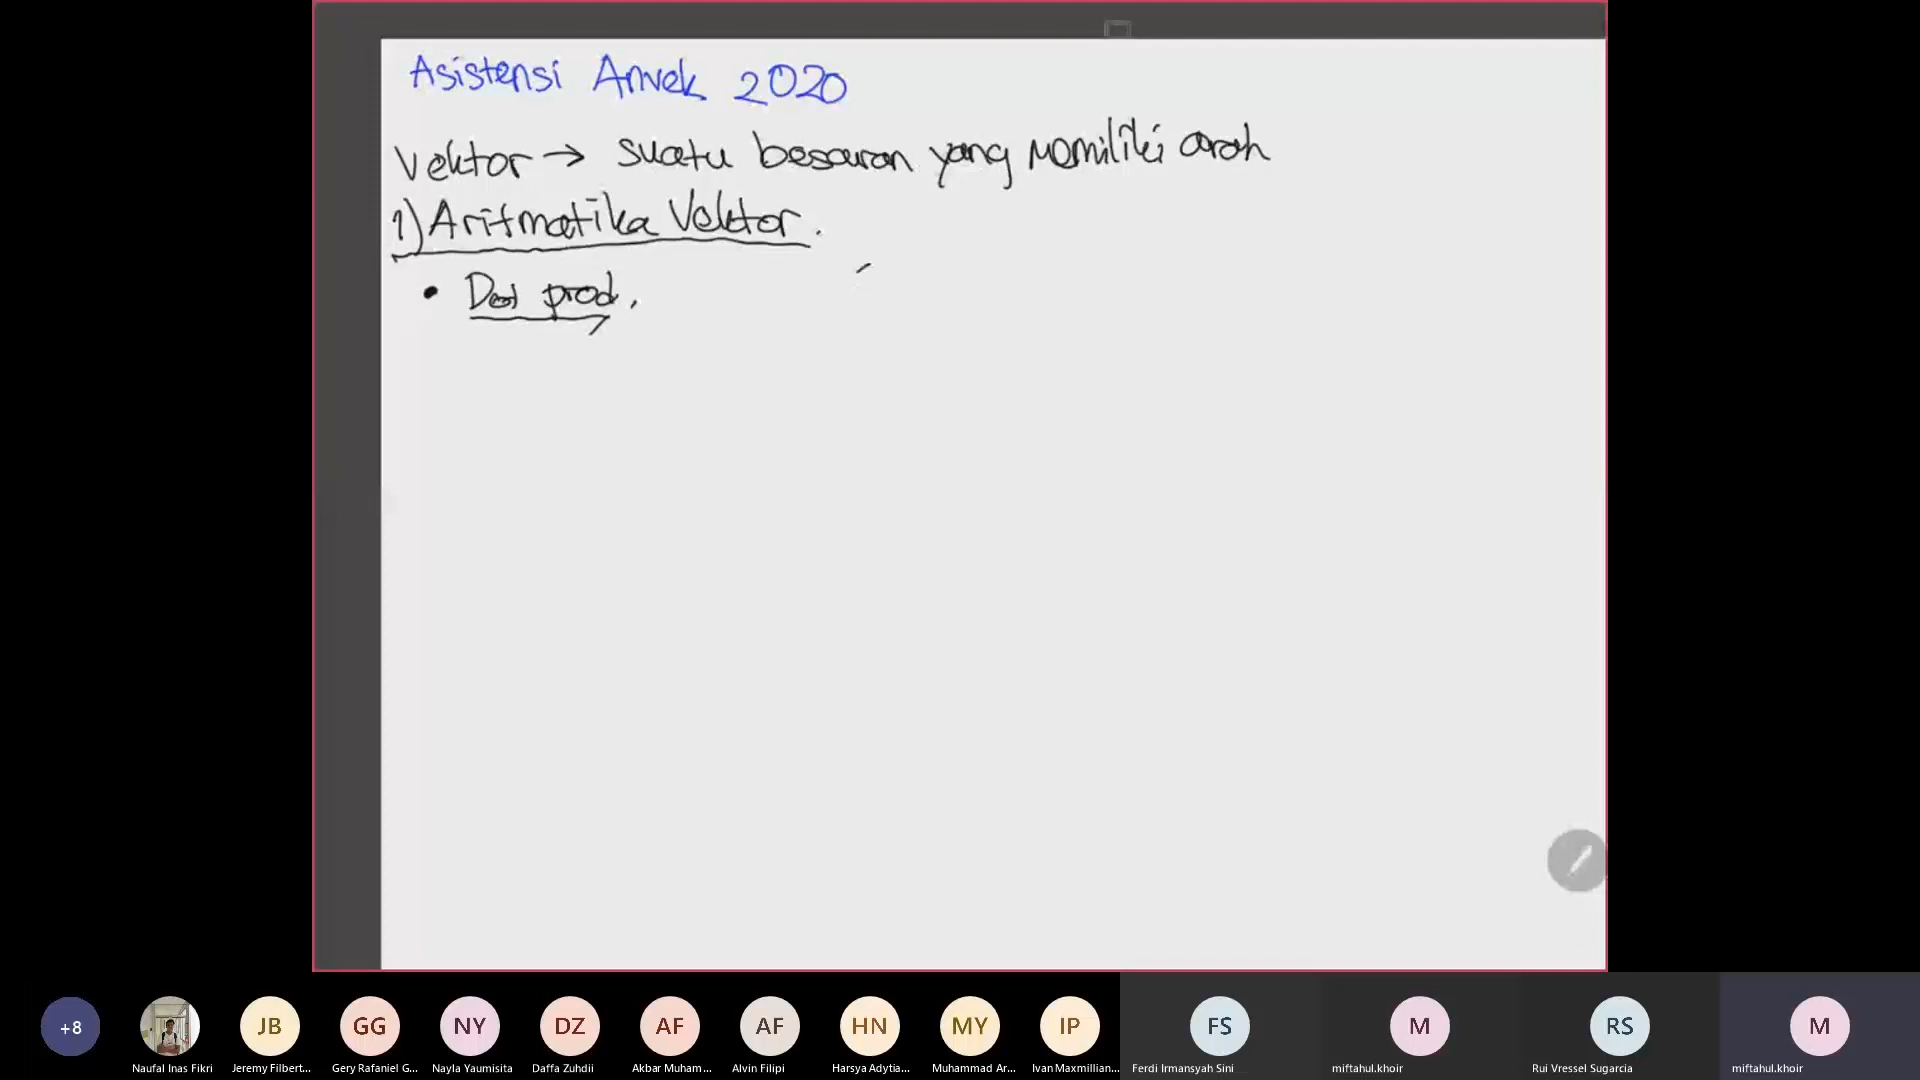 Asistensi Anvek 2020
Vektor → suatu besaran yang memiliki arah
1) Aritmatika Vektor.
• Dot prod.
+8
JB
GG
NY
DZ
AF
AF
HN
MY
IP
FS
M
RS
M
Naufal Inas Fikri
Jeremy Filbert...
Gery Rafaniel G...
Nayla Yaumisita
Daffa Zuhdii
Akbar Muham...
Alvin Filipi
Harsya Adytia...
Muhammad Ar...
Ivan Maxmillian...
Ferdi Irmansyah Sini
miftahul.khoir
Rui Vressel Sugarcia
miftahul.khoir